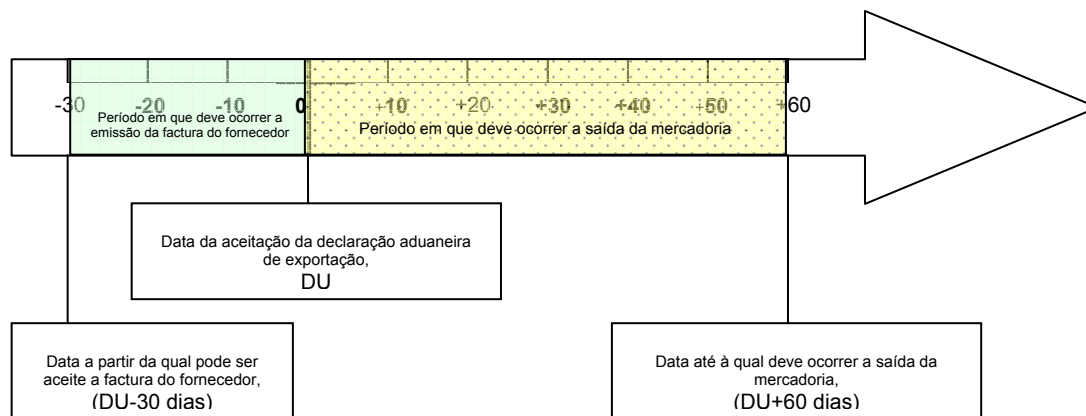 -30 -20 -10 0 +10 +20 +30 +40 +50 +60
Período em que deve ocorrer a
emissão da factura do fornecedor
Período em que deve ocorrer a saída da mercadoria
Data da aceitação da declaração aduaneira
de exportação,
DU
Data a partir da qual pode ser
aceite a factura do fornecedor,
(DU-30 dias)
Data até à qual deve ocorrer a saída da
mercadoria,
(DU+60 dias)